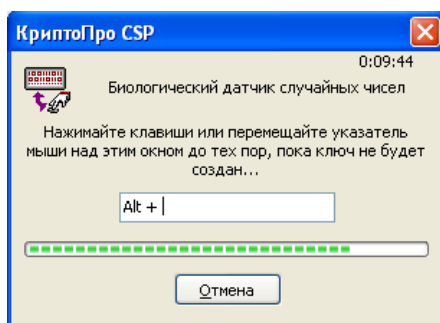 КриптоПро CSP
0:09:44
Биологический датчик случайных чисел
Нажимайте клавиши или перемещайте указатель
мыши над этим окном до тех пор, пока ключ не будет
создан...
Alt +
Отмена